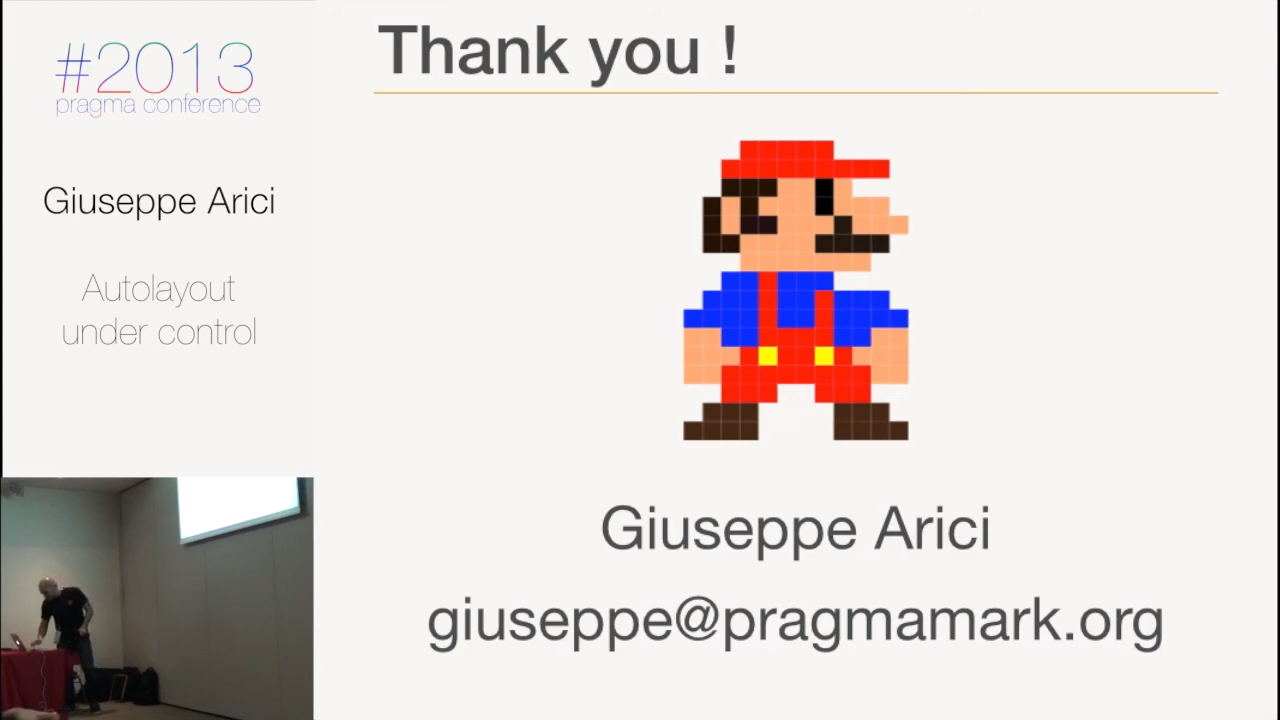 #2013
pragma conference
Giuseppe Arici
Autolayout
under control
Thank you !
Giuseppe Arici
giuseppe@pragmamark.org